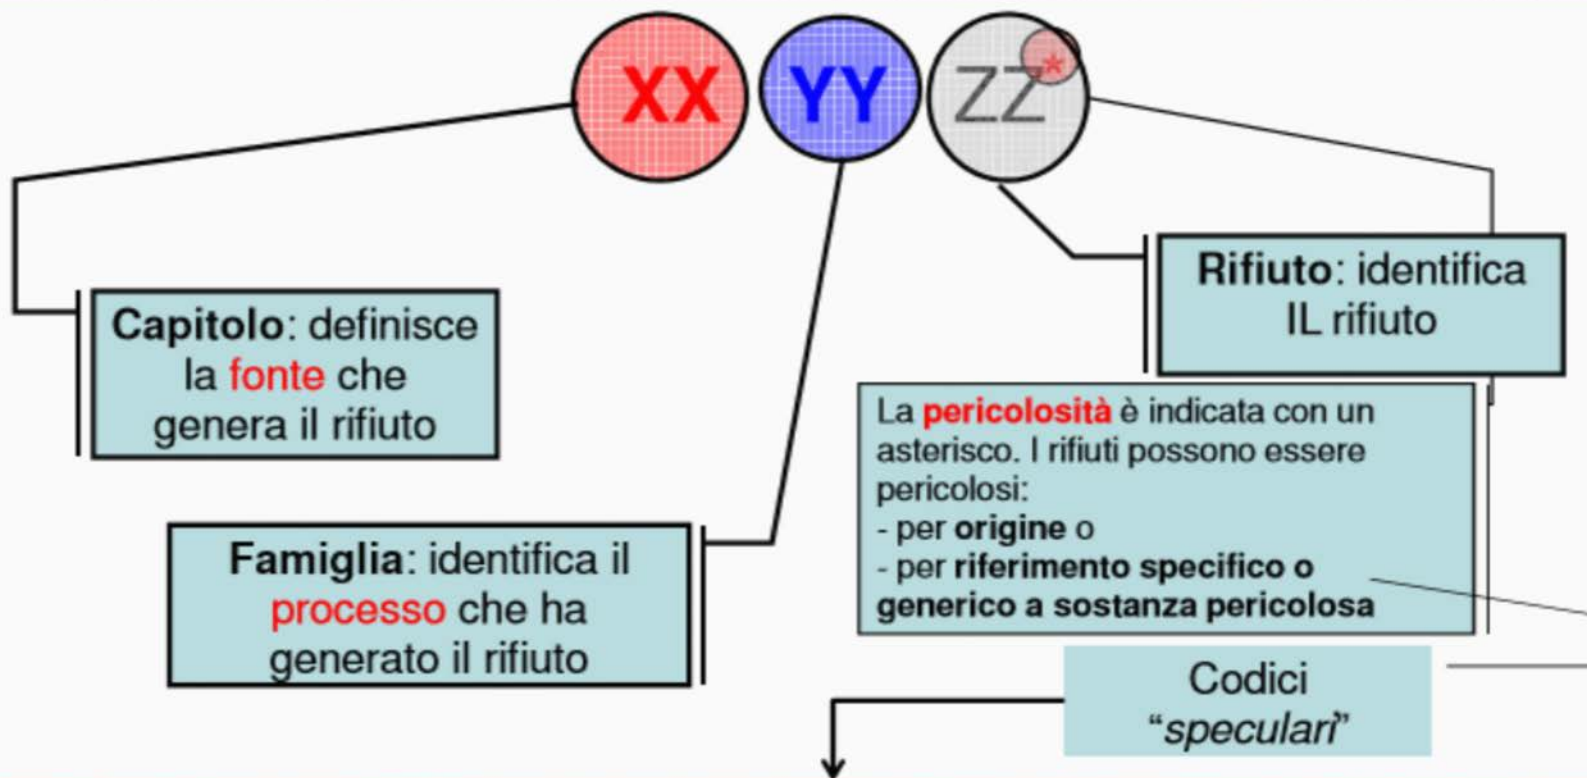 XX YY ZZ*
Capitolo: definisce
la fonte che
genera il rifiuto
Famiglia: identifica il
processo che ha
generato il rifiuto
Rifiuto: identifica
IL rifiuto
La pericolosità è indicata con un
asterisco. I rifiuti possono essere
pericolosi:
- per origine o
- per riferimento specifico o
generico a sostanza pericolosa
Codici
“speculari”